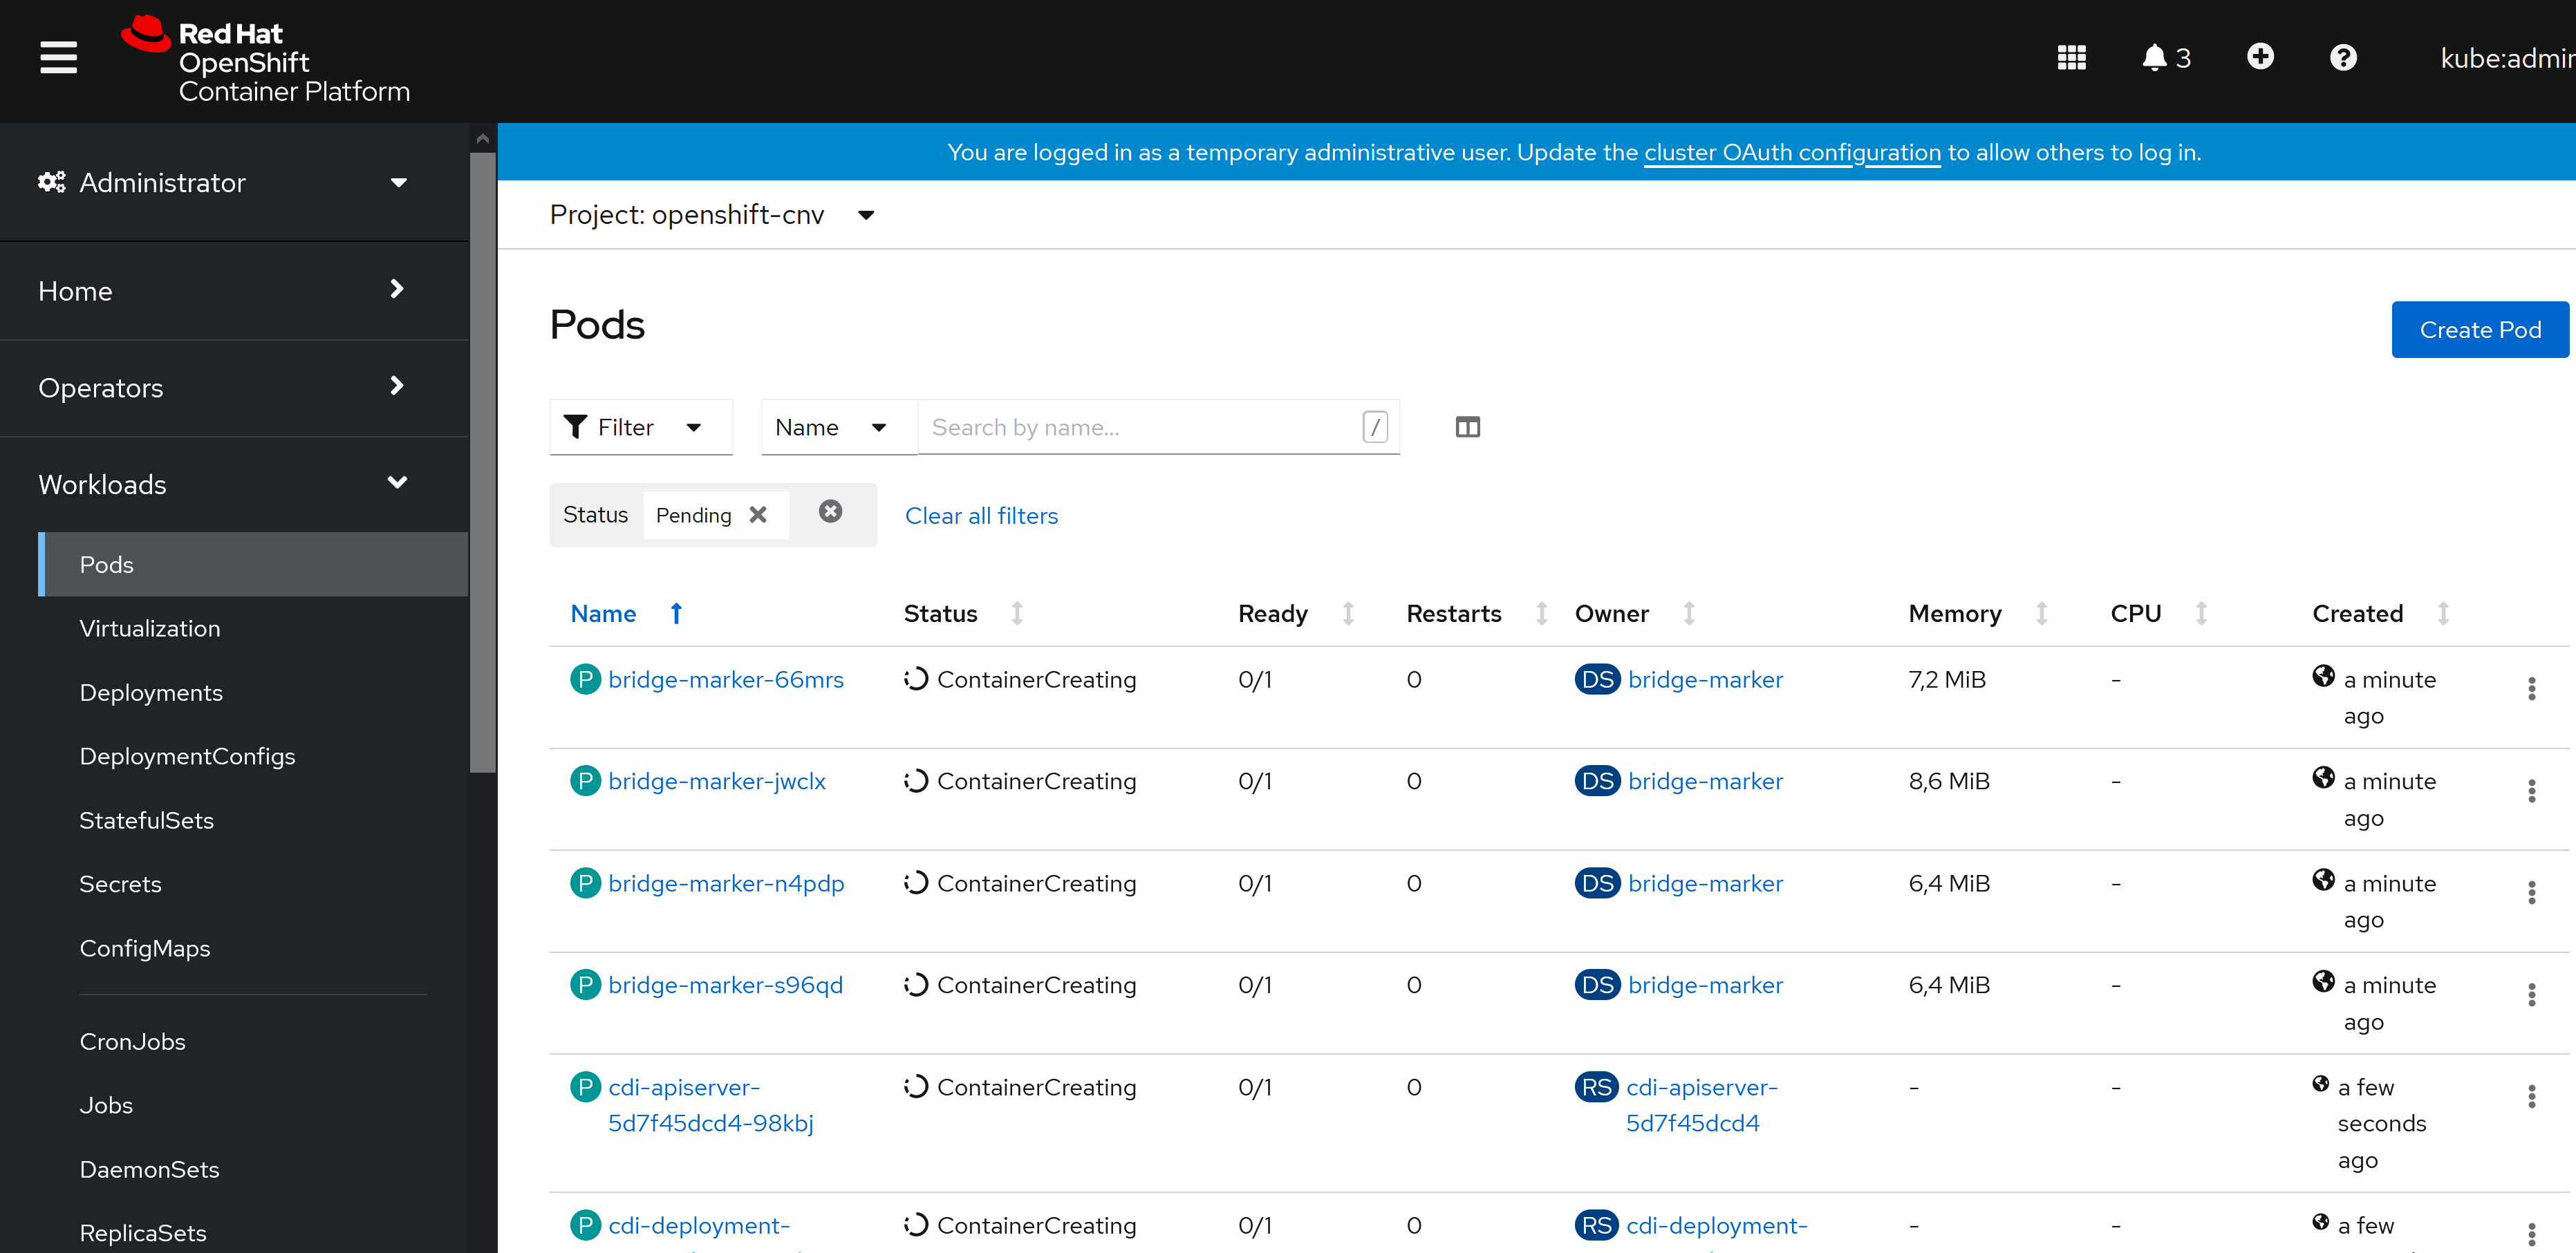 Red Hat
OpenShift
Container Platform
3
kube:admin
Administrator
You are logged in as a temporary administrative user. Update the cluster OAuth configuration to allow others to log in.
Project: openshift-cnv
Home
Operators
Workloads
Pods
Virtualization
Deployments
DeploymentConfigs
StatefulSets
Secrets
ConfigMaps
CronJobs
Jobs
DaemonSets
ReplicaSets
Pods
Create Pod
Filter Name Search by name... /
Status Pending Clear all filters
Name Status Ready Restarts Owner Memory CPU Created
P bridge-marker-66mrs ContainerCreating 0/1 0 DS bridge-marker 7,2 MiB - a minute
ago
P bridge-marker-jwclx ContainerCreating 0/1 0 DS bridge-marker 8,6 MiB - a minute
ago
P bridge-marker-n4pdp ContainerCreating 0/1 0 DS bridge-marker 6,4 MiB - a minute
ago
P bridge-marker-s96qd ContainerCreating 0/1 0 DS bridge-marker 6,4 MiB - a minute
ago
P cdi-apiserver- ContainerCreating 0/1 0 RS cdi-apiserver- - - a few
5d7f45dcd4-98kbj 5d7f45dcd4 seconds
ago
P cdi-deployment- ContainerCreating 0/1 0 RS cdi-deployment- - - a few